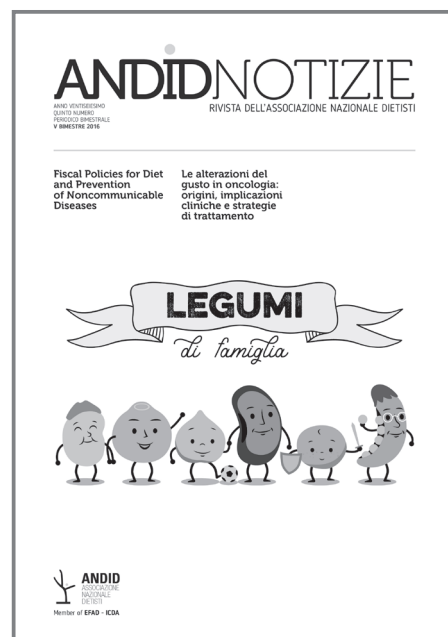 ANDiDNOTIZIE
RIVISTA DELL'ASSOCIAZIONE NAZIONALE DIETISTI
ANNO VENTISEIESIMO
QUINTO NUMERO
PERIODICO BIMESTRALE
V BIMESTRE 2016
Fiscal Policies for Diet
and Prevention
of Noncommunicable
Diseases
Le alterazioni del
gusto in oncologia:
origini, implicazioni
cliniche e strategie
di trattamento
LEGUMI
di famiglia
ANDID
ASSOCIAZIONE
NAZIONALE
DIETISTI
Member of EFAD - ICDA